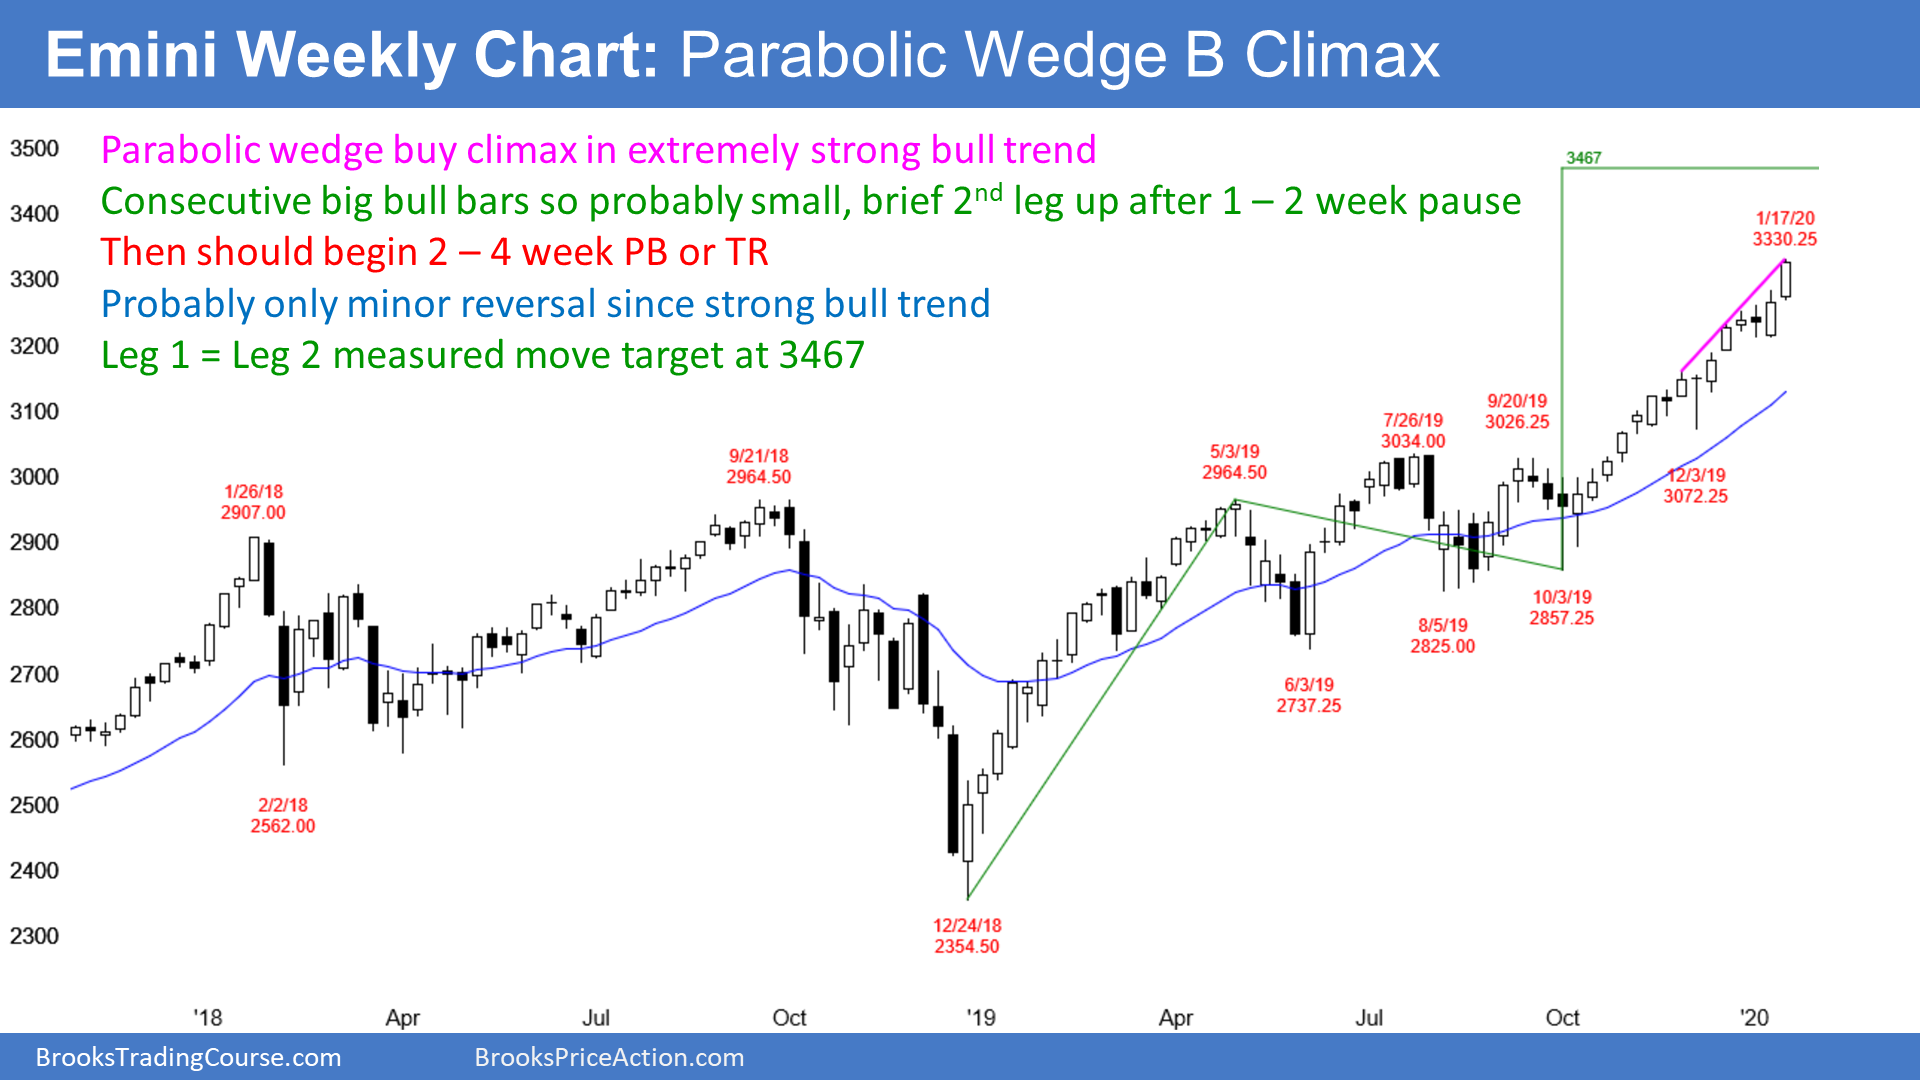 Emini Weekly Chart: Parabolic Wedge B Climax
Parabolic wedge buy climax in extremely strong bull trend
Consecutive big bull bars so probably small, brief 2nd leg up after 1 – 2 week pause
Then should begin 2 – 4 week PB or TR
Probably only minor reversal since strong bull trend
Leg 1 = Leg 2 measured move target at 3467
3500
3400
3300
3200
3100
3000
2900
2800
2700
2600
2500
2400
2300
3467
1/17/20
3330.25
9/20/19
3026.25
7/26/19
3034.00
5/3/19
2964.50
9/21/18
2964.50
1/26/18
2907.00
12/3/19
3072.25
10/3/19
2857.25
8/5/19
2825.00
6/3/19
2737.25
2/2/18
2562.00
12/24/18
2354.50
'18
Apr
Jul
Oct
'19
Apr
Jul
Oct
'20
BrooksTradingCourse.com
BrooksPriceAction.com